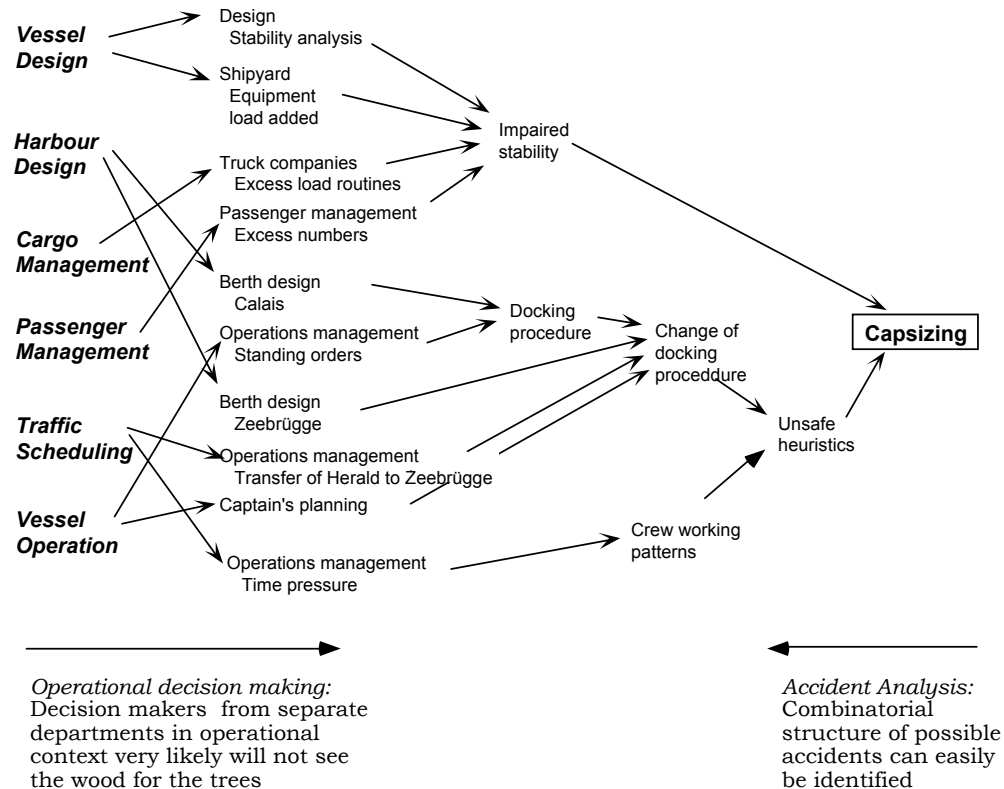 Vessel
Design
Harbour
Design
Cargo
Management
Passenger
Management
Traffic
Scheduling
Vessel
Operation
Design
Stability analysis
Shipyard
Equipment
load added
Truck companies
Excess load routines
Passenger management
Excess numbers
Berth design
Calais
Operations management
Standing orders
Berth design
Zeebrügge
Operations management
Transfer of Herald to Zeebrügge
Captain's planning
Operations management
Time pressure
Impaired
stability
Docking
procedure
Change of
docking
proceddure
Crew working
patterns
Unsafe
heuristics
Capsizing
Operational decision making:
Decision makers from separate
departments in operational
context very likely will not see
the wood for the trees
Accident Analysis:
Combinatorial
structure of possible
accidents can easily
be identified